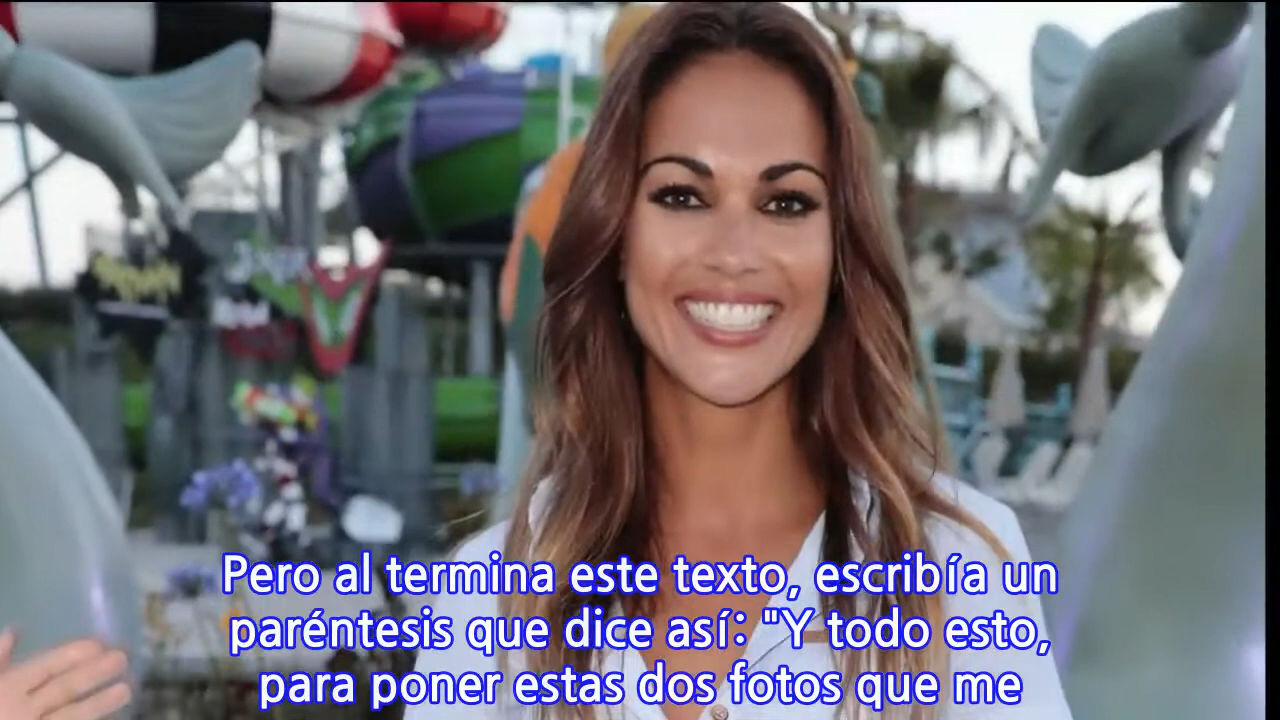 Pero al termina este texto, escribía un
paréntesis que dice así: "Y todo esto,
para poner estas dos fotos que me